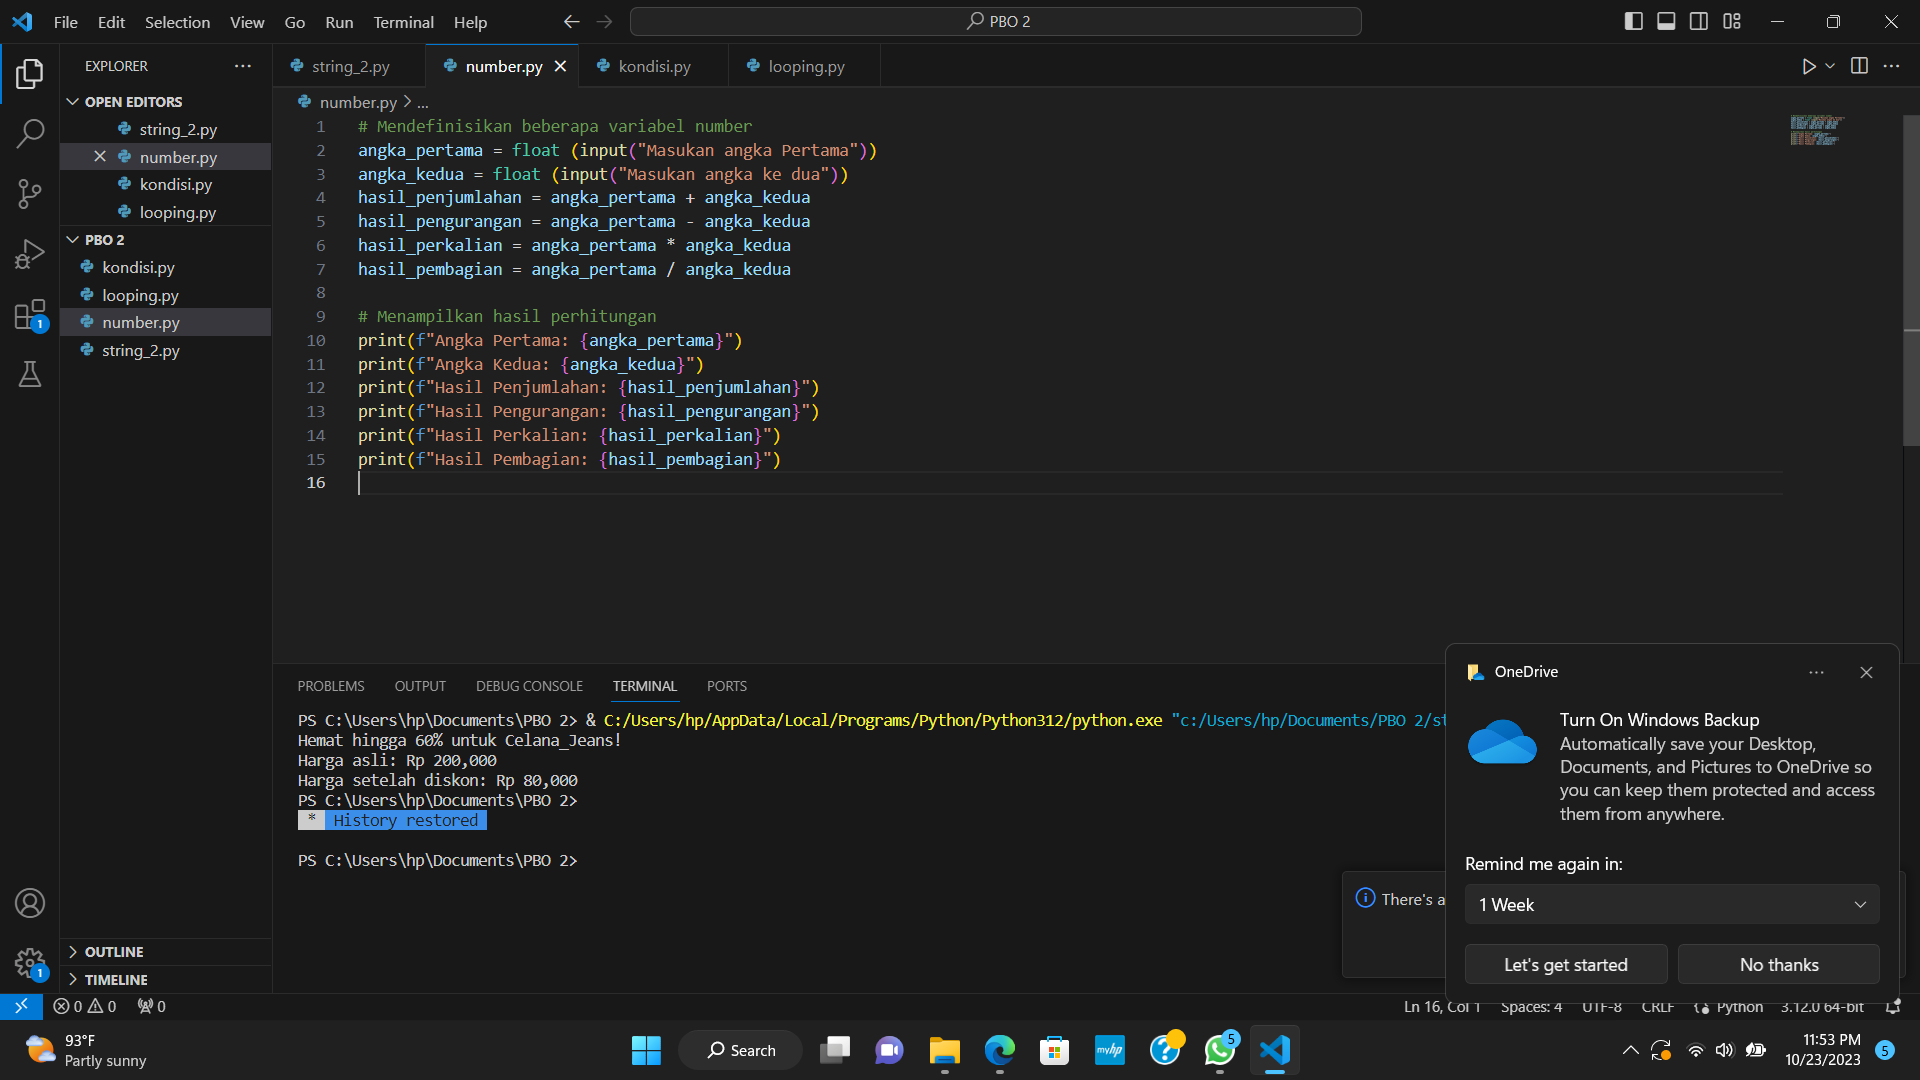 File Edit Selection View Go Run Terminal Help
PBO 2
EXPLORER
string_2.py
number.py
kondisi.py
looping.py
OPEN EDITORS
string_2.py
number.py
kondisi.py
looping.py
PBO 2
kondisi.py
looping.py
number.py
string_2.py
1
number.py > ...
1 # Mendefinisikan beberapa variabel number
2 angka_pertama = float (input("Masukan angka Pertama"))
3 angka_kedua = float (input("Masukan angka ke dua"))
4 hasil_penjumlahan = angka_pertama + angka_kedua
5 hasil_pengurangan = angka_pertama - angka_kedua
6 hasil_perkalian = angka_pertama * angka_kedua
7 hasil_pembagian = angka_pertama / angka_kedua
8
9 # Menampilkan hasil perhitungan
10 print(f"Angka Pertama: {angka_pertama}")
11 print(f"Angka Kedua: {angka_kedua}")
12 print(f"Hasil Penjumlahan: {hasil_penjumlahan}")
13 print(f"Hasil Pengurangan: {hasil_pengurangan}")
14 print(f"Hasil Perkalian: {hasil_perkalian}")
15 print(f"Hasil Pembagian: {hasil_pembagian}")
16
PROBLEMS OUTPUT DEBUG CONSOLE TERMINAL PORTS
PS C:\Users\hp\Documents\PBO 2> & C:/Users/hp/AppData/Local/Programs/Python/Python312/python.exe "c:/Users/hp/Documents/PBO 2/st
Hemat hingga 60% untuk Celana_Jeans!
Harga asli: Rp 200,000
Harga setelah diskon: Rp 80,000
PS C:\Users\hp\Documents\PBO 2>
* History restored
PS C:\Users\hp\Documents\PBO 2>
There's a
OneDrive
Turn On Windows Backup
Automatically save your Desktop,
Documents, and Pictures to OneDrive so
you can keep them protected and access
them from anywhere.
Remind me again in:
1 Week
Let's get started
No thanks
OUTLINE
TIMELINE
1
0 0 0
Ln 16, Col 1 Spaces: 4 UTF-8 CRLF Python 3.12.0 64-bit
93°F
Partly sunny
Search
myhp
5
11:53 PM
10/23/2023
5